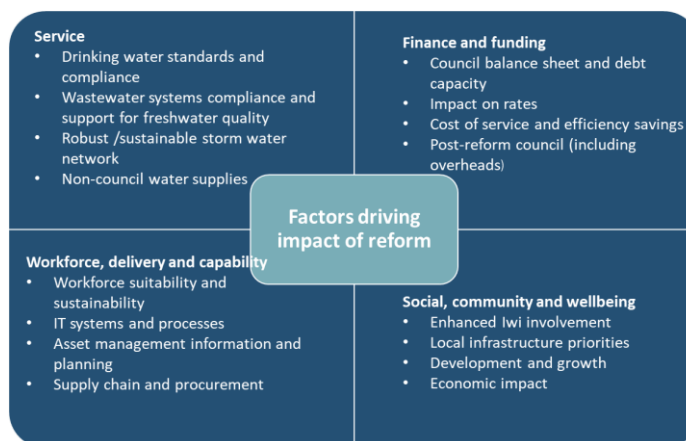 Service
• Drinking water standards and
compliance
• Wastewater systems compliance and
support for freshwater quality
• Robust /sustainable storm water
network
• Non-council water supplies
Finance and funding
• Council balance sheet and debt
capacity
• Impact on rates
• Cost of service and efficiency savings
• Post-reform council (including
overheads)
Factors driving
impact of reform
Workforce, delivery and capability
• Workforce suitability and
sustainability
• IT systems and processes
• Asset management information and
planning
• Supply chain and procurement
Social, community and wellbeing
• Enhanced Iwi involvement
• Local infrastructure priorities
• Development and growth
• Economic impact